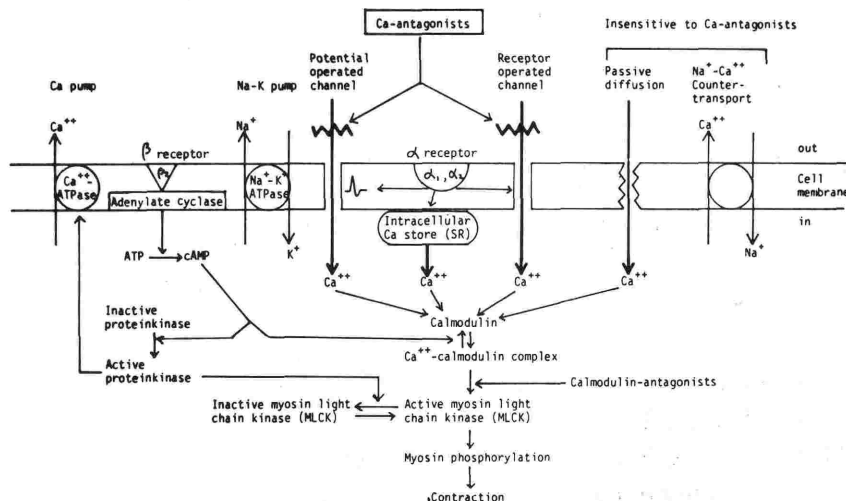 Ca-antagonists
Insensitive to Ca-antagonists
Ca pump
Na-K pump
Potential
operated
channel
Receptor
operated
channel
Passive
diffusion
Na⁺-Ca⁺⁺
Counter-
transport
Ca⁺⁺
Na⁺
Ca⁺⁺
β receptor
β₂
α receptor
α₁,α₂
out
Ca⁺⁺-
ATPase
Na⁺-K⁺
ATPase
Cell
membrane
Adenylate cyclase
Intracellular
Ca store (SR)
in
ATP
cAMP
K⁺
Na⁺
Ca⁺⁺
Ca⁺⁺
Ca⁺⁺
Ca⁺⁺
Inactive
proteinkinase
Calmodulin
Ca⁺⁺-calmodulin complex
Active
proteinkinase
Calmodulin-antagonists
Inactive myosin light
chain kinase (MLCK)
Active myosin light
chain kinase (MLCK)
Myosin phosphorylation
Contraction